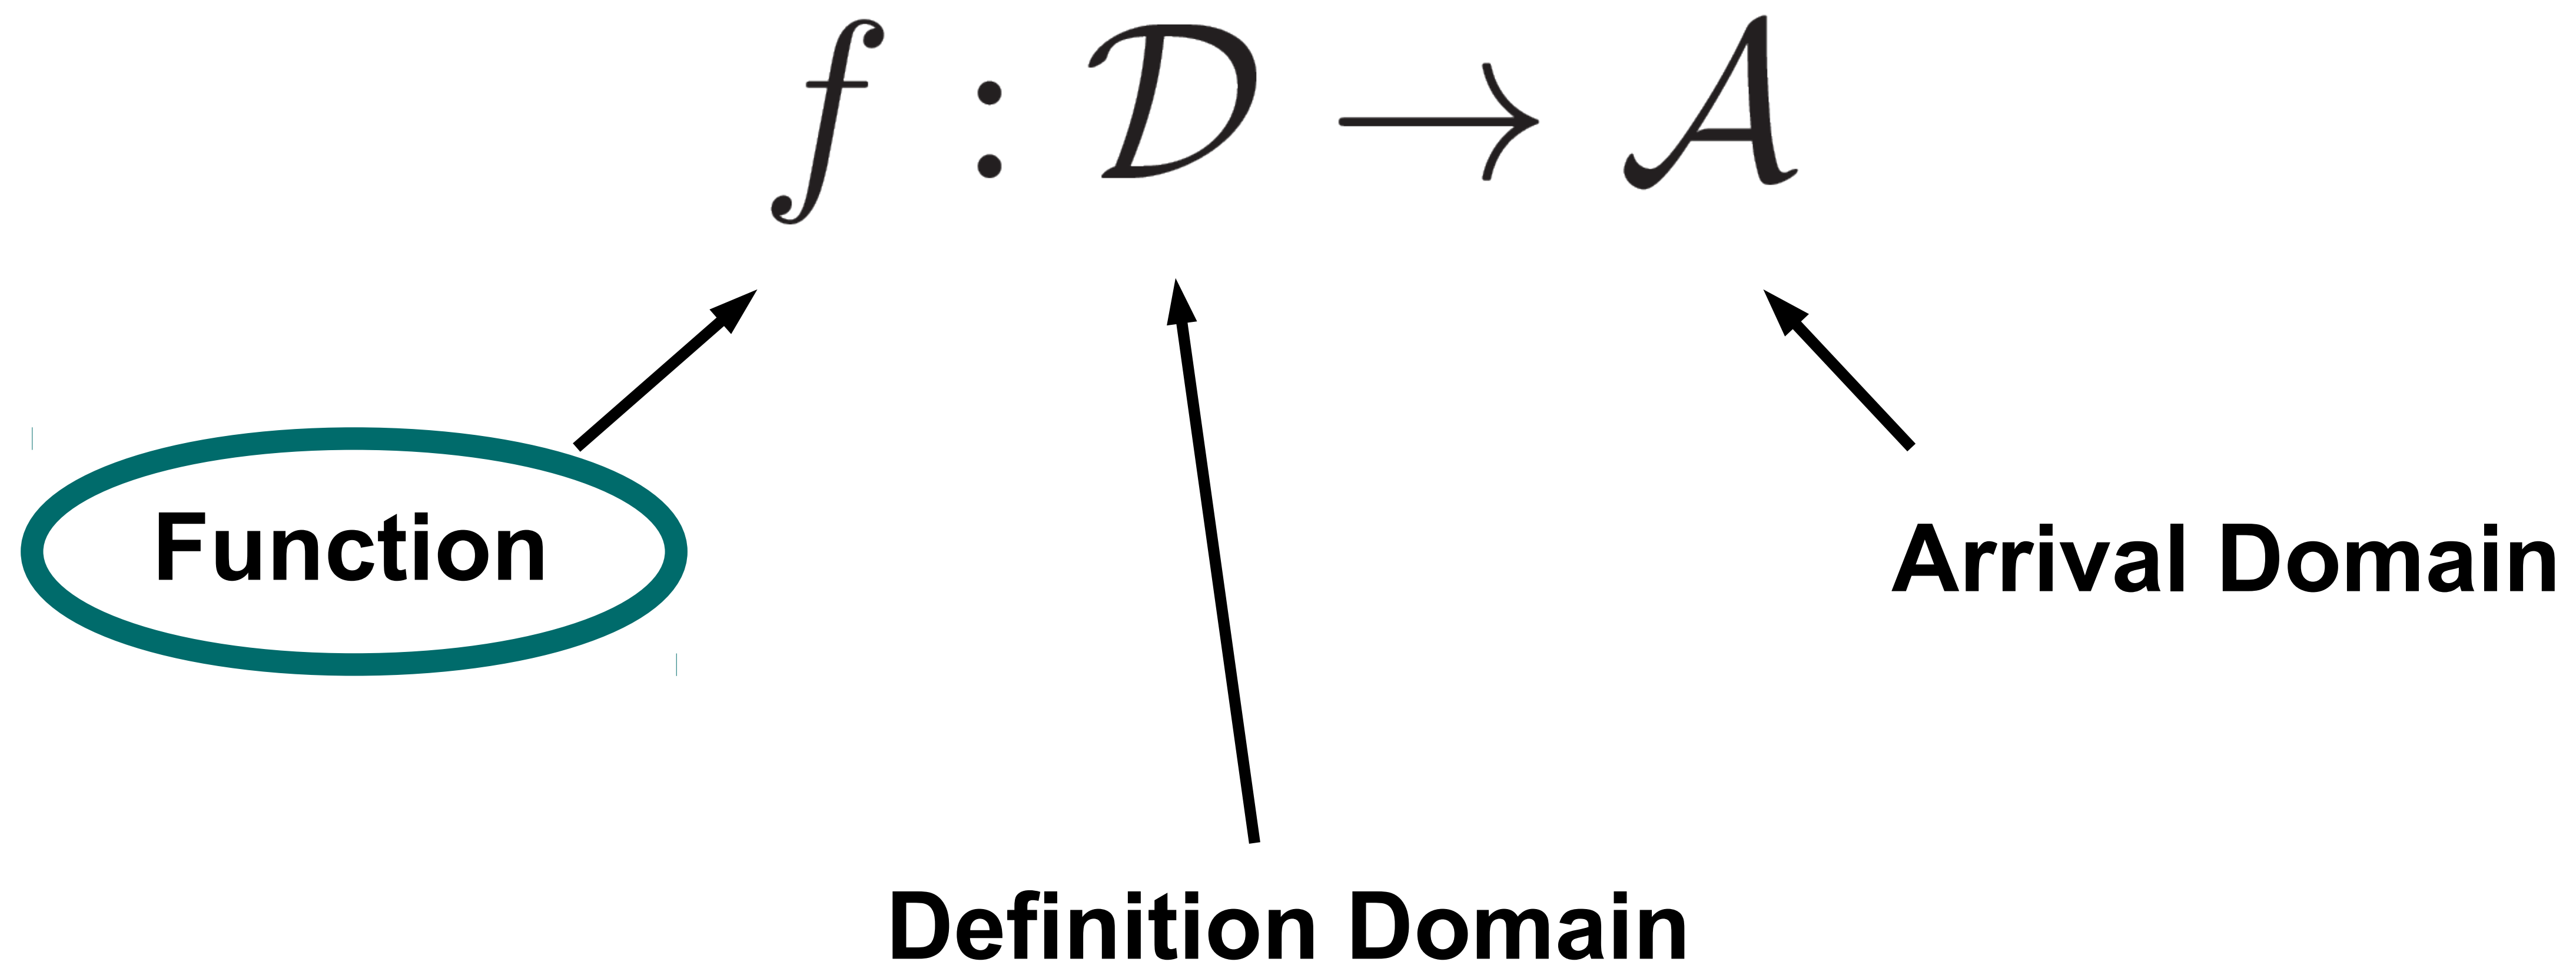 f : 𝒟 → 𝒜
Function
Arrival Domain
Definition Domain